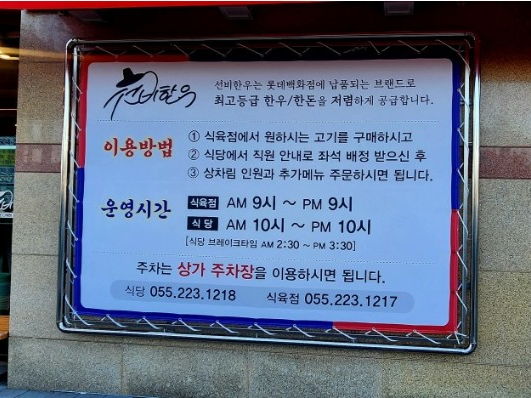 선비한우
선비한우는 롯데백화점에 납품되는 브랜드로
최고등급 한우/한돈을 저렴하게 공급합니다.
이용방법
① 식육점에서 원하시는 고기를 구매하시고
② 식당에서 직원 안내로 좌석 배정 받으신 후
③ 상차림 인원과 추가메뉴 주문하시면 됩니다.
운영시간
식육점 AM 9시 ~ PM 9시
식 당 AM 10시 ~ PM 10시
[식당 브레이크타임 AM 2:30 ~ PM 3:30]
주차는 상가 주차장을 이용하시면 됩니다.
식당 055.223.1218 식육점 055.223.1217